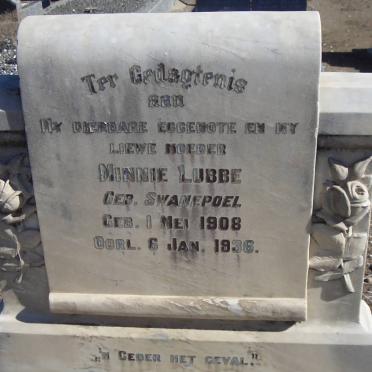 Ter Gedagtenis
aan
My dierbare eggenote en my
liewe moeder
Minnie Lubbe
Geb. Swanepoel
Geb. 1 Mei 1908
Oorl. 6 Jan. 1936.
„'n Ceder het geval."